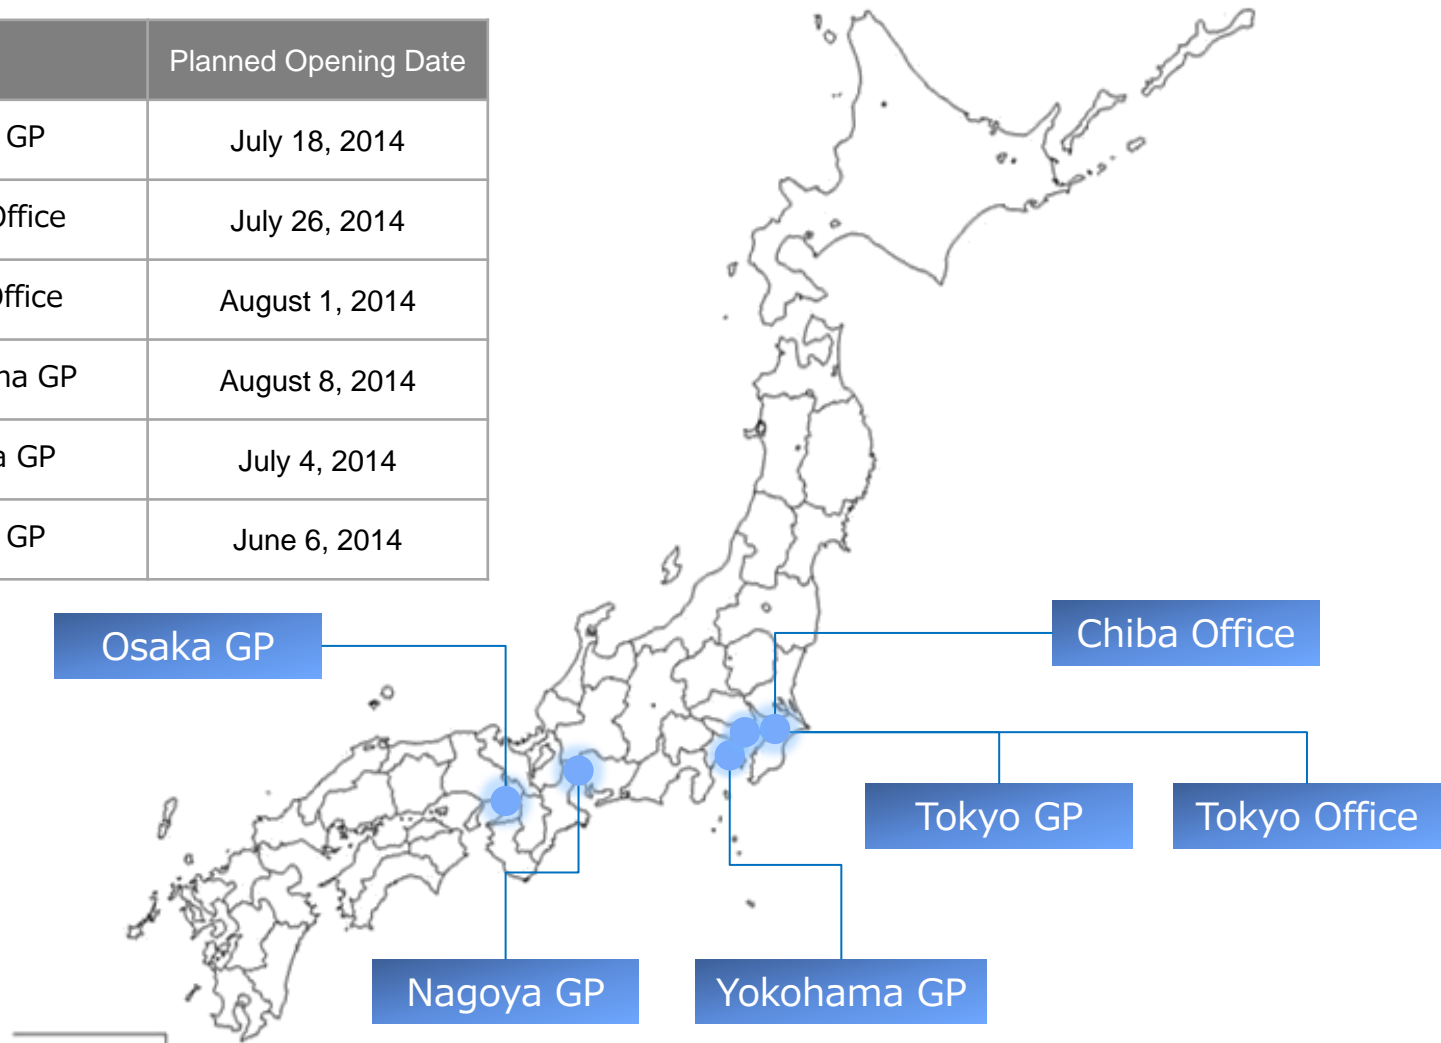 Planned Opening Date
GP July 18, 2014
Office July 26, 2014
Office August 1, 2014
na GP August 8, 2014
a GP July 4, 2014
GP June 6, 2014
Osaka GP
Chiba Office
Tokyo GP
Tokyo Office
Nagoya GP
Yokohama GP